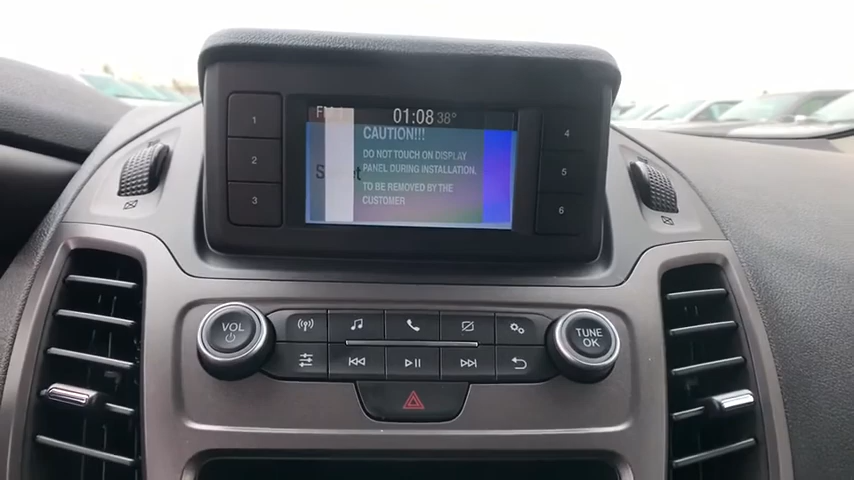 FM
01:08 38°
CAUTION!!!
DO NOT TOUCH ON DISPLAY
PANEL DURING INSTALLATION.
TO BE REMOVED BY THE
CUSTOMER
1
2
3
4
5
6
VOL
TUNE
OK